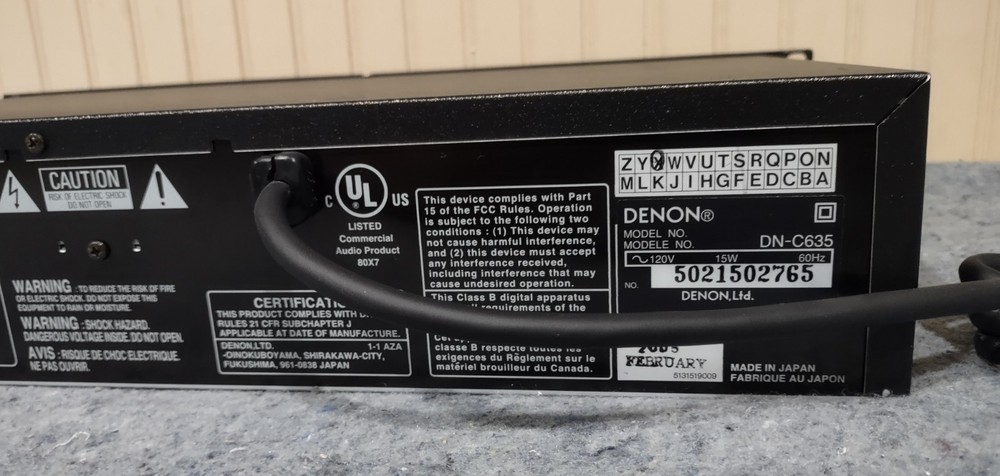 CAUTION
RISK OF ELECTRIC SHOCK
DO NOT OPEN
WARNING : TO REDUCE THE RISK OF FIRE
OR ELECTRIC SHOCK. DO NOT EXPOSE THIS
EQUIPMENT TO RAIN OR MOISTURE.
WARNING : SHOCK HAZARD.
DANGEROUS VOLTAGE INSIDE. DO NOT OPEN.
AVIS : RISQUE DE CHOC ELECTRIQUE.
NE PAS OUVRIR.
C UL US
LISTED
Commercial
Audio Product
80X7
CERTIFICATIO
THIS PRODUCT COMPLIES WITH D
RULES 21 CFR SUBCHAPTER J
APPLICABLE AT DATE OF MANUFACTURE.
DENON,LTD. 1-1 AZA
-OINOKUBOYAMA, SHIRAKAWA-CITY,
FUKUSHIMA, 961-0838 JAPAN
This device complies with Part
15 of the FCC Rules. Operation
is subject to the following two
conditions : (1) This device may
not cause harmful interference,
and (2) this device must accept
any interference received,
including interference that may
cause undesired operation.
This Class B digital apparatus
requirements of the
classe B respecte toutes les
exigences du Règlement sur le
matériel brouilleur du Canada.
ZYXWVUTSRQPON
MLKJIHGFEDCBA
DENON®
MODEL NO.
MODELE NO. DN-C635
120V 15W 60Hz
NO. 5021502765
DENON,Ltd.
FEBRUARY
5131519009
MADE IN JAPAN
FABRIQUE AU JAPON